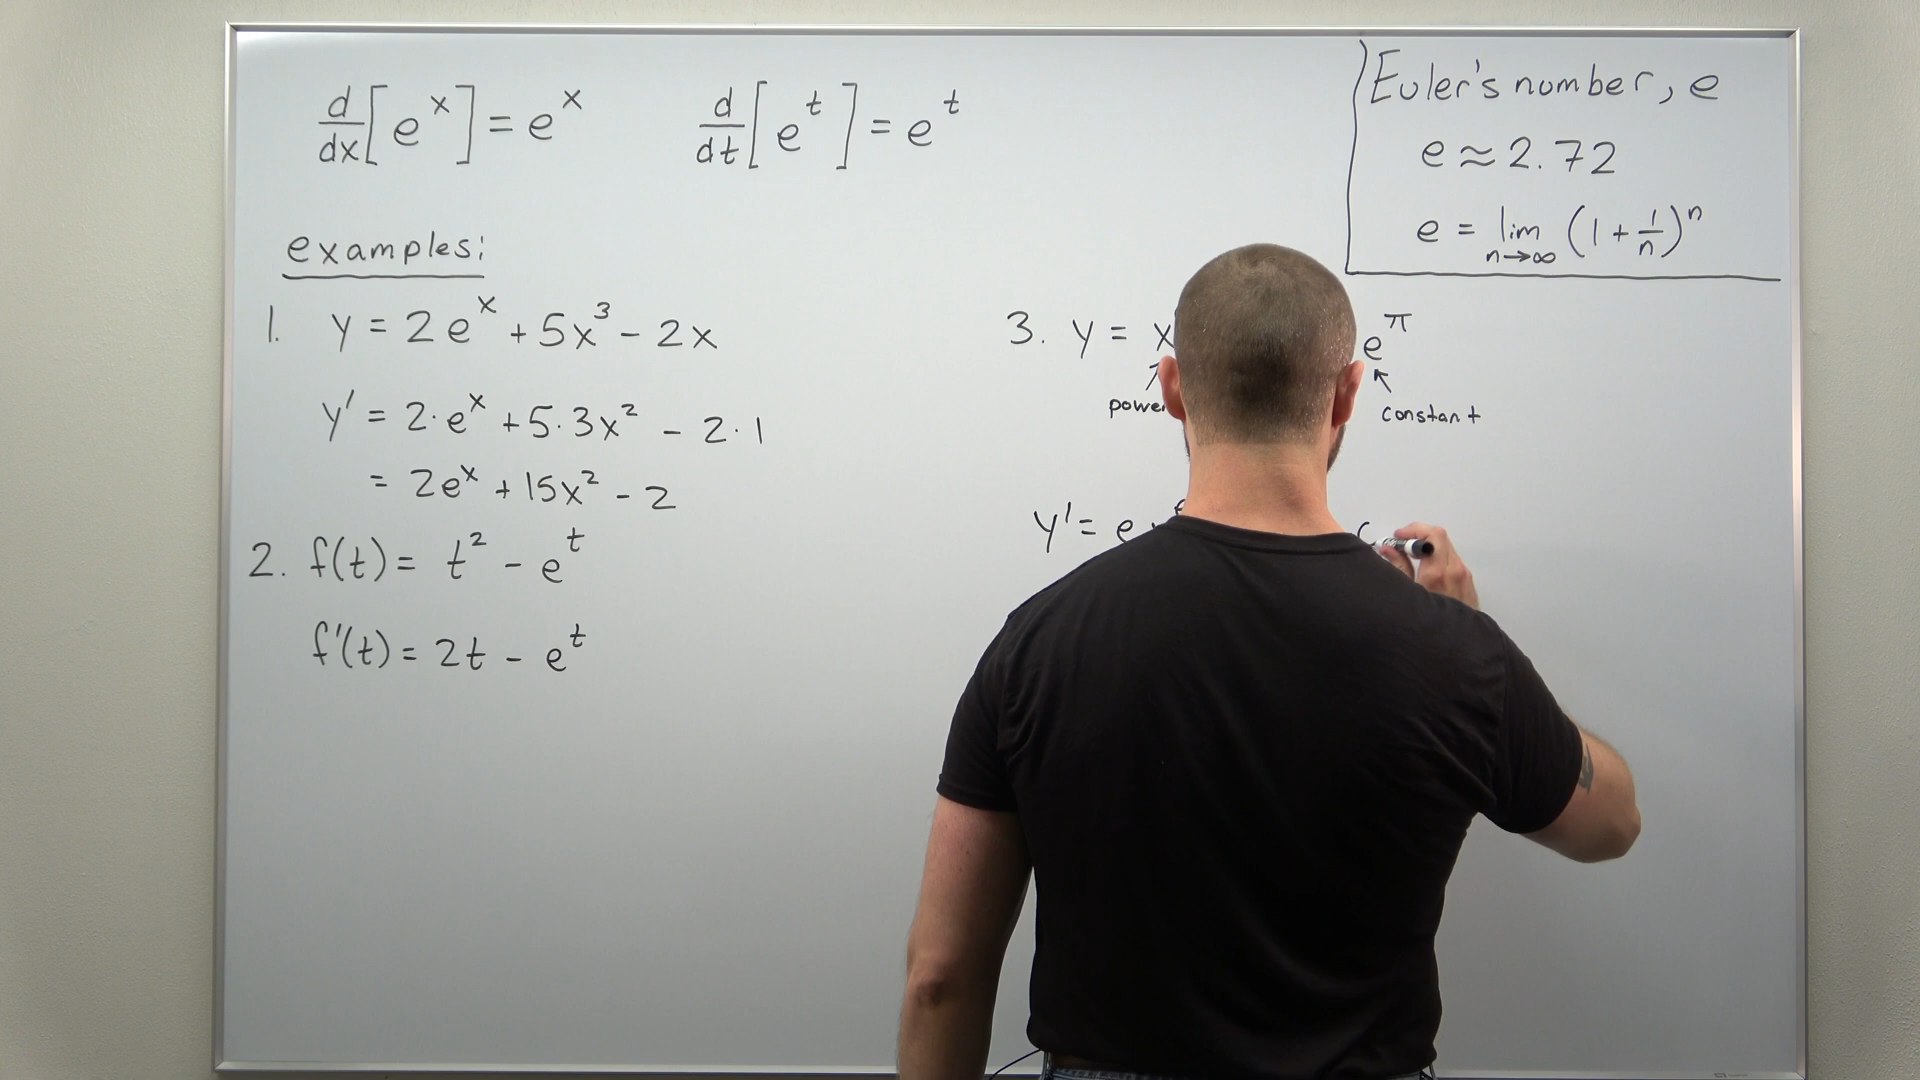 d/dx[e^x] = e^x    d/dt[e^t] = e^t
Euler's number, e
e ≈ 2.72
e = lim n→∞ (1 + 1/n)^n
examples:
1. y = 2e^x + 5x^3 - 2x
y' = 2·e^x + 5·3x^2 - 2·1
= 2e^x + 15x^2 - 2
2. f(t) = t^2 - e^t
f'(t) = 2t - e^t
3. y = x e^π
constant
y' = e